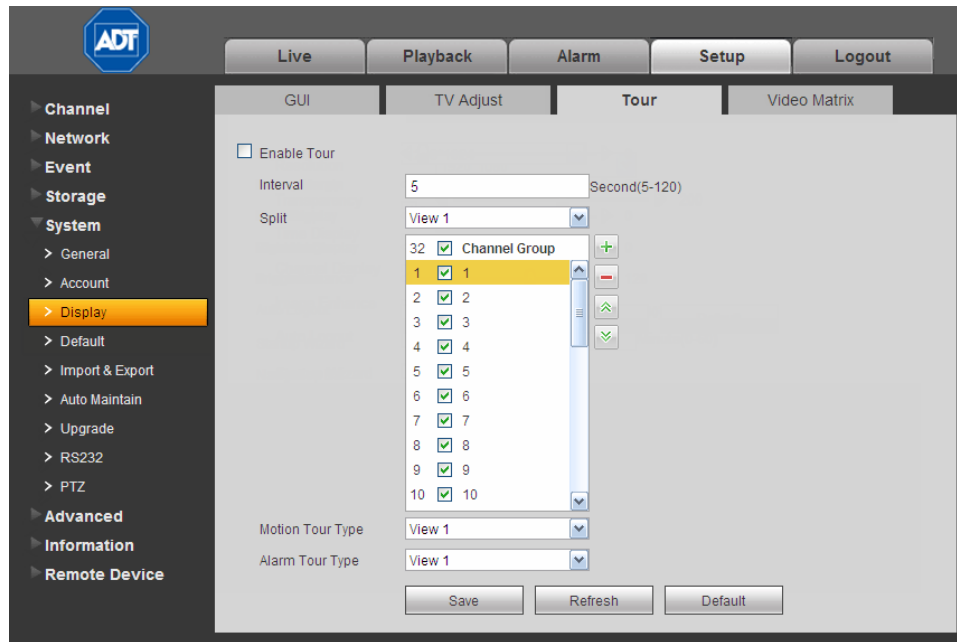 ADT
Live Playback Alarm Setup Logout
GUI TV Adjust Tour Video Matrix
Channel
Network
Event
Storage
System
General
Account
Display
Default
Import & Export
Auto Maintain
Upgrade
RS232
PTZ
Advanced
Information
Remote Device
Enable Tour
Interval 5 Second(5-120)
Split View 1
32 Channel Group
1 1
2 2
3 3
4 4
5 5
6 6
7 7
8 8
9 9
10 10
Motion Tour Type View 1
Alarm Tour Type View 1
Save Refresh Default